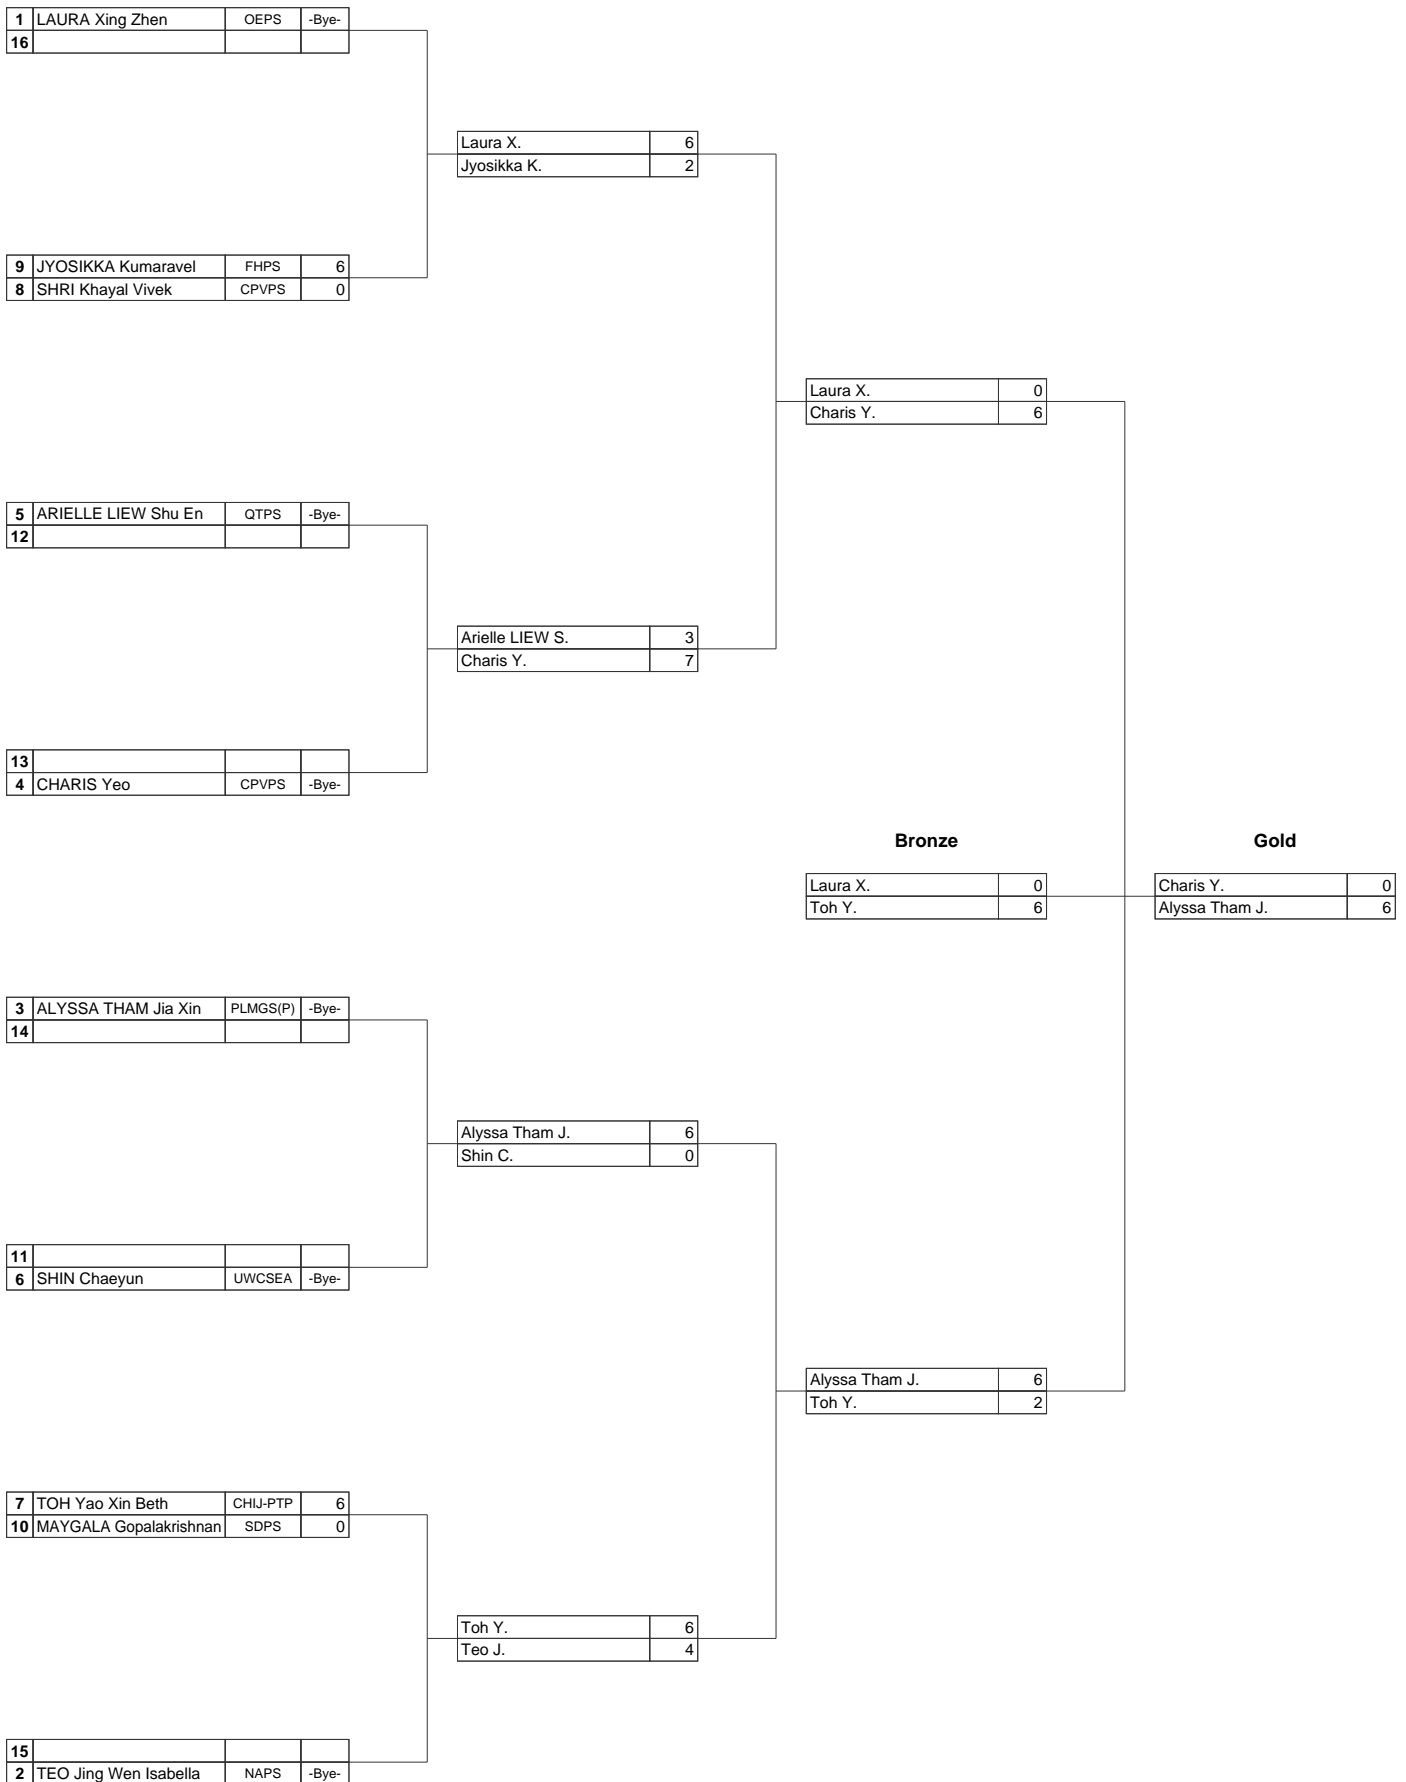 1 LAURA Xing Zhen OEPS -Bye-
16
Laura X. 6
Jyosikka K. 2
9 JYOSIKKA Kumaravel FHPS 6
8 SHRI Khayal Vivek CPVPS 0
Laura X. 0
Charis Y. 6
5 ARIELLE LIEW Shu En QTPS -Bye-
12
Arielle LIEW S. 3
Charis Y. 7
13
4 CHARIS Yeo CPVPS -Bye-
Bronze Gold
Laura X. 0 Charis Y. 0
Toh Y. 6 Alyssa Tham J. 6
3 ALYSSA THAM Jia Xin PLMGS(P) -Bye-
14
Alyssa Tham J. 6
Shin C. 0
11
6 SHIN Chaeyun UWCSEA -Bye-
Alyssa Tham J. 6
Toh Y. 2
7 TOH Yao Xin Beth CHIJ-PTP 6
10 MAYGALA Gopalakrishnan SDPS 0
Toh Y. 6
Teo J. 4
15
2 TEO Jing Wen Isabella NAPS -Bye-